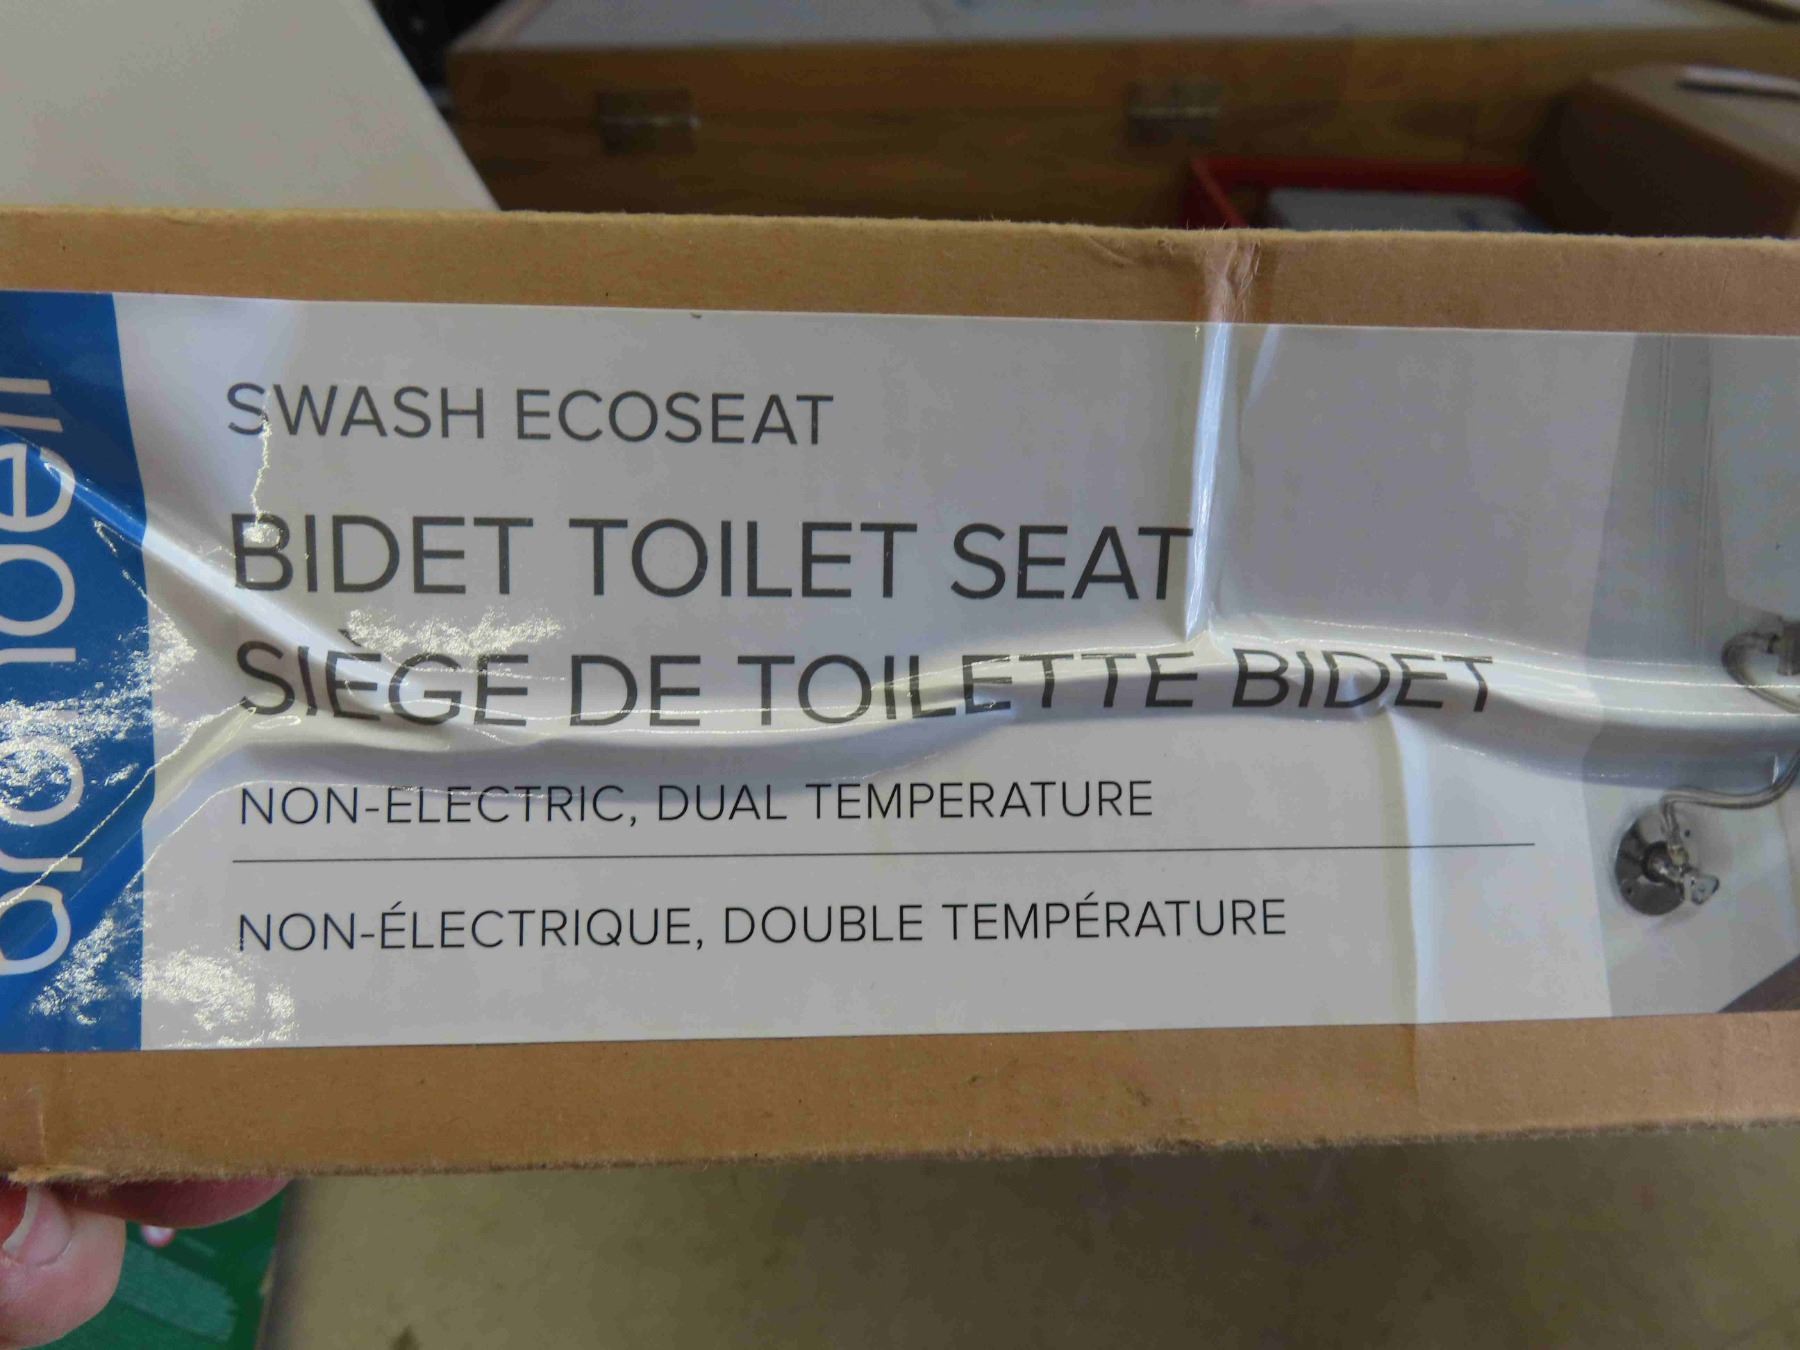 SWASH ECOSEAT
BIDET TOILET SEAT
SIÈGE DE TOILETTE BIDET
NON-ELECTRIC, DUAL TEMPERATURE
NON-ÉLECTRIQUE, DOUBLE TEMPÉRATURE